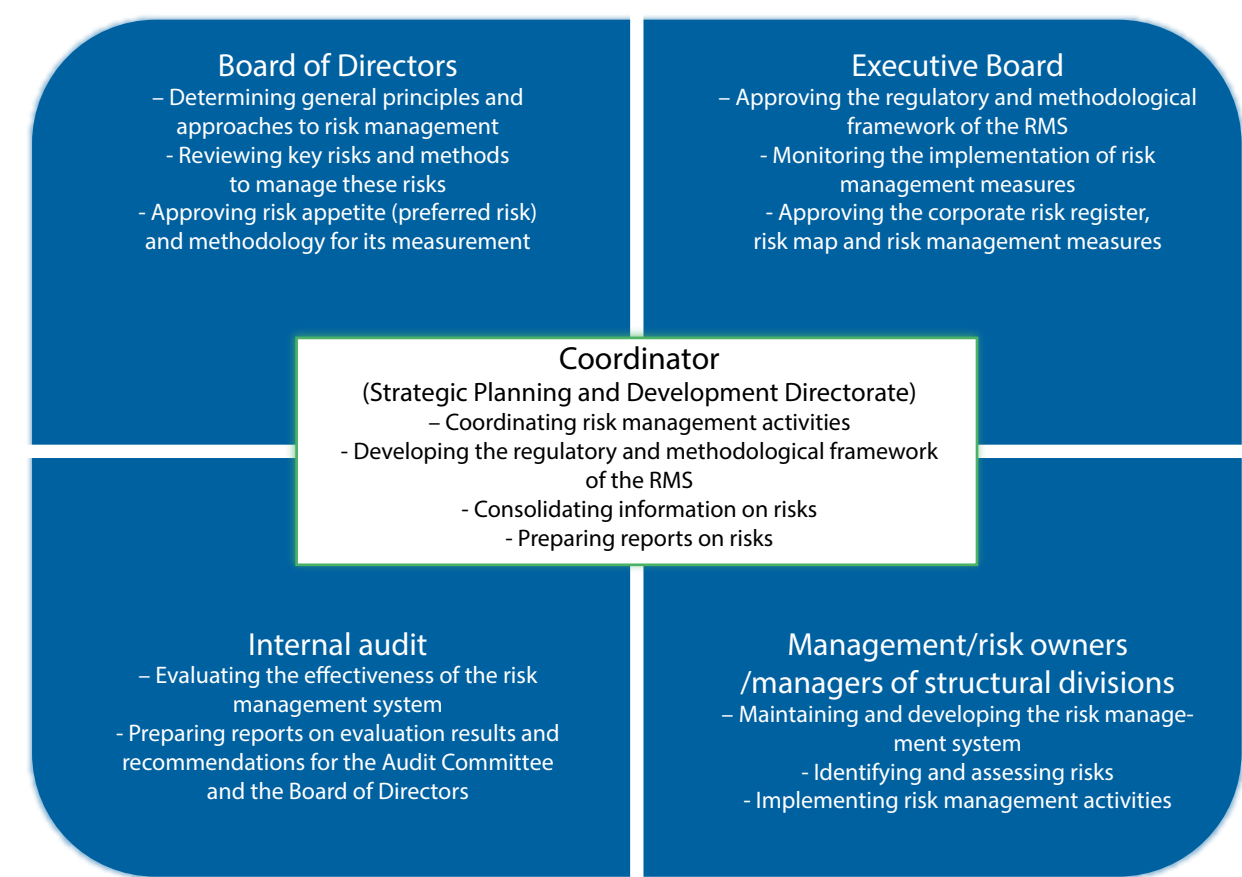 Board of Directors
– Determining general principles and
approaches to risk management
- Reviewing key risks and methods
to manage these risks
- Approving risk appetite (preferred risk)
and methodology for its measurement
Executive Board
– Approving the regulatory and methodological
framework of the RMS
- Monitoring the implementation of risk
management measures
- Approving the corporate risk register,
risk map and risk management measures
Coordinator
(Strategic Planning and Development Directorate)
– Coordinating risk management activities
- Developing the regulatory and methodological framework
of the RMS
- Consolidating information on risks
- Preparing reports on risks
Internal audit
– Evaluating the effectiveness of the risk
management system
- Preparing reports on evaluation results and
recommendations for the Audit Committee
and the Board of Directors
Management/risk owners
/managers of structural divisions
– Maintaining and developing the risk manage-
ment system
- Identifying and assessing risks
- Implementing risk management activities